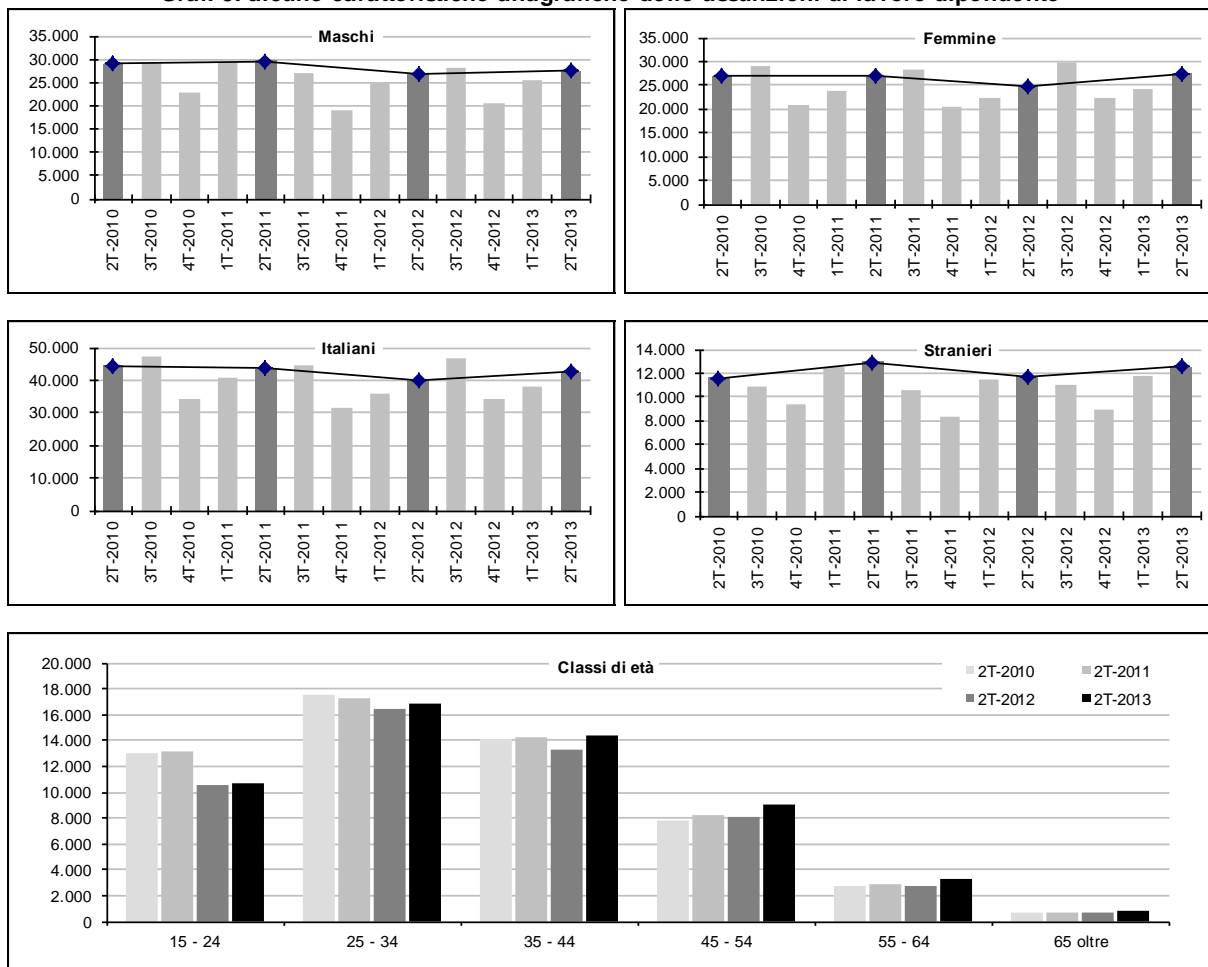 Maschi
35.000
30.000
25.000
20.000
15.000
10.000
5.000
0
2T-2010
3T-2010
4T-2010
1T-2011
2T-2011
3T-2011
4T-2011
1T-2012
2T-2012
3T-2012
4T-2012
1T-2013
2T-2013
Femmine
35.000
30.000
25.000
20.000
15.000
10.000
5.000
0
2T-2010
3T-2010
4T-2010
1T-2011
2T-2011
3T-2011
4T-2011
1T-2012
2T-2012
3T-2012
4T-2012
1T-2013
2T-2013
Italiani
50.000
40.000
30.000
20.000
10.000
0
2T-2010
3T-2010
4T-2010
1T-2011
2T-2011
3T-2011
4T-2011
1T-2012
2T-2012
3T-2012
4T-2012
1T-2013
2T-2013
Stranieri
14.000
12.000
10.000
8.000
6.000
4.000
2.000
0
2T-2010
3T-2010
4T-2010
1T-2011
2T-2011
3T-2011
4T-2011
1T-2012
2T-2012
3T-2012
4T-2012
1T-2013
2T-2013
Classi di età
2T-2010 2T-2011
2T-2012 2T-2013
20.000
18.000
16.000
14.000
12.000
10.000
8.000
6.000
4.000
2.000
0
15 - 24 25 - 34 35 - 44 45 - 54 55 - 64 65 oltre